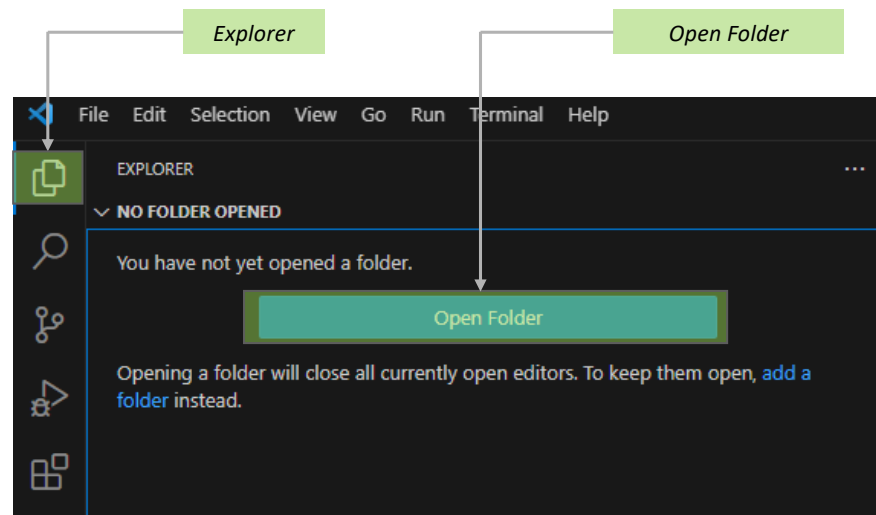 Explorer
Open Folder
File Edit Selection View Go Run Terminal Help
EXPLORER
NO FOLDER OPENED
You have not yet opened a folder.
Open Folder
Opening a folder will close all currently open editors. To keep them open, add a
folder instead.